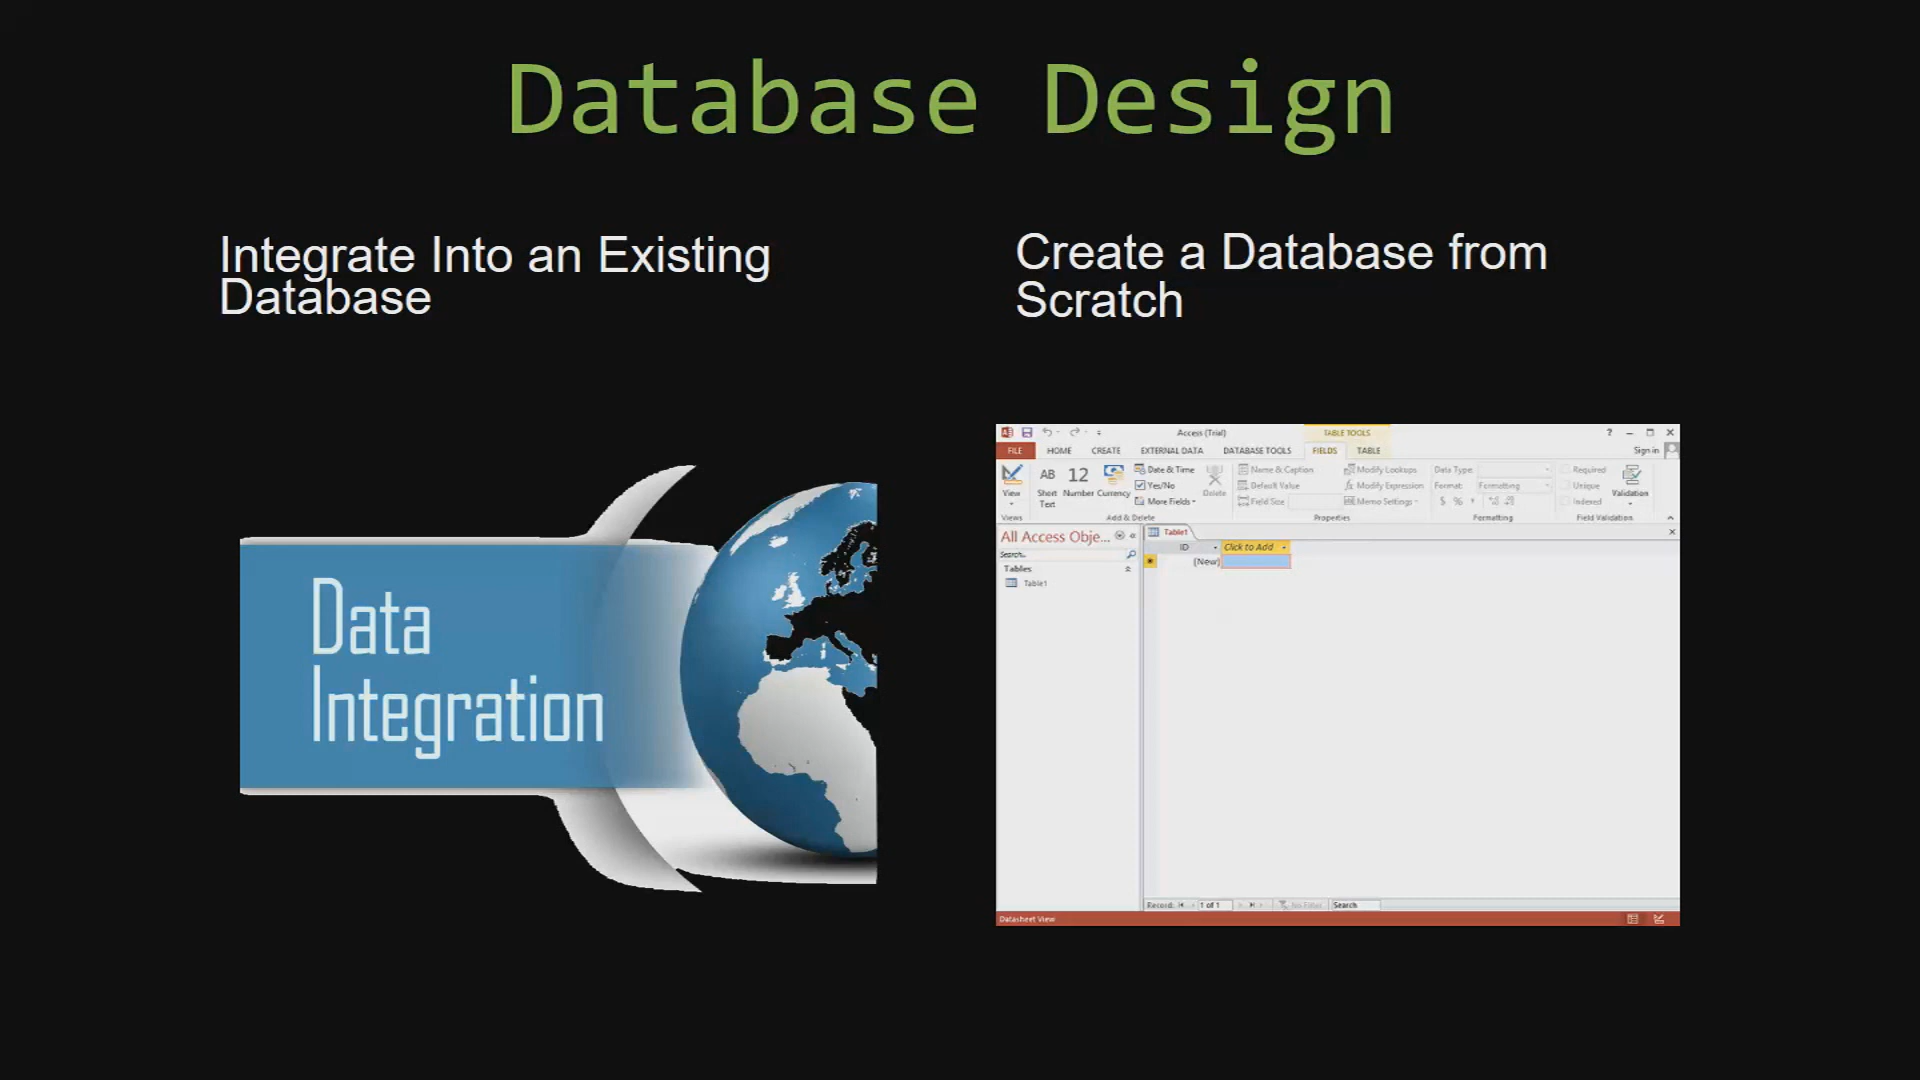 Database Design
Integrate Into an Existing
Database
Create a Database from
Scratch
Data
Integration
Access (Trial)
TABLE TOOLS
?
FILE
HOME
CREATE
EXTERNAL DATA
DATABASE TOOLS
FIELDS
TABLE
Sign in
View
AB
Short
Text
12
Number
Currency
Date & Time
Yes/No
More Fields
Delete
Name & Caption
Default Value
Field Size
Modify Lookups
Modify Expression
Memo Settings
Data Type:
Format: Formatting
$ %
Required
Unique
Indexed
Validation
Views
Add & Delete
Properties
Formatting
Field Validation
All Access Obje...
Search...
Tables
Table1
Table1
ID
Click to Add
(New)
Record: 1 of 1
No Filter
Search
Datasheet View